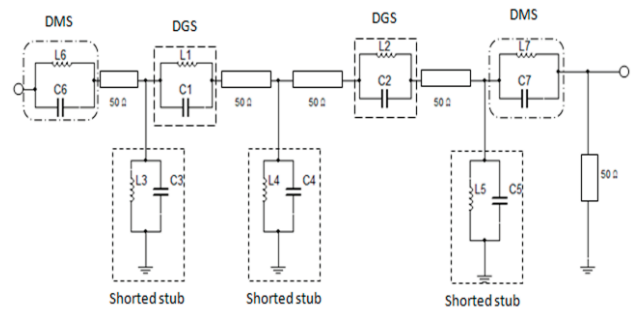 DMS
DGS
DGS
DMS
L6
L1
L2
L7
C6
C1
C2
C7
50 Ω
50 Ω
50 Ω
50 Ω
L3
C3
L4
C4
L5
C5
50 Ω
Shorted stub
Shorted stub
Shorted stub